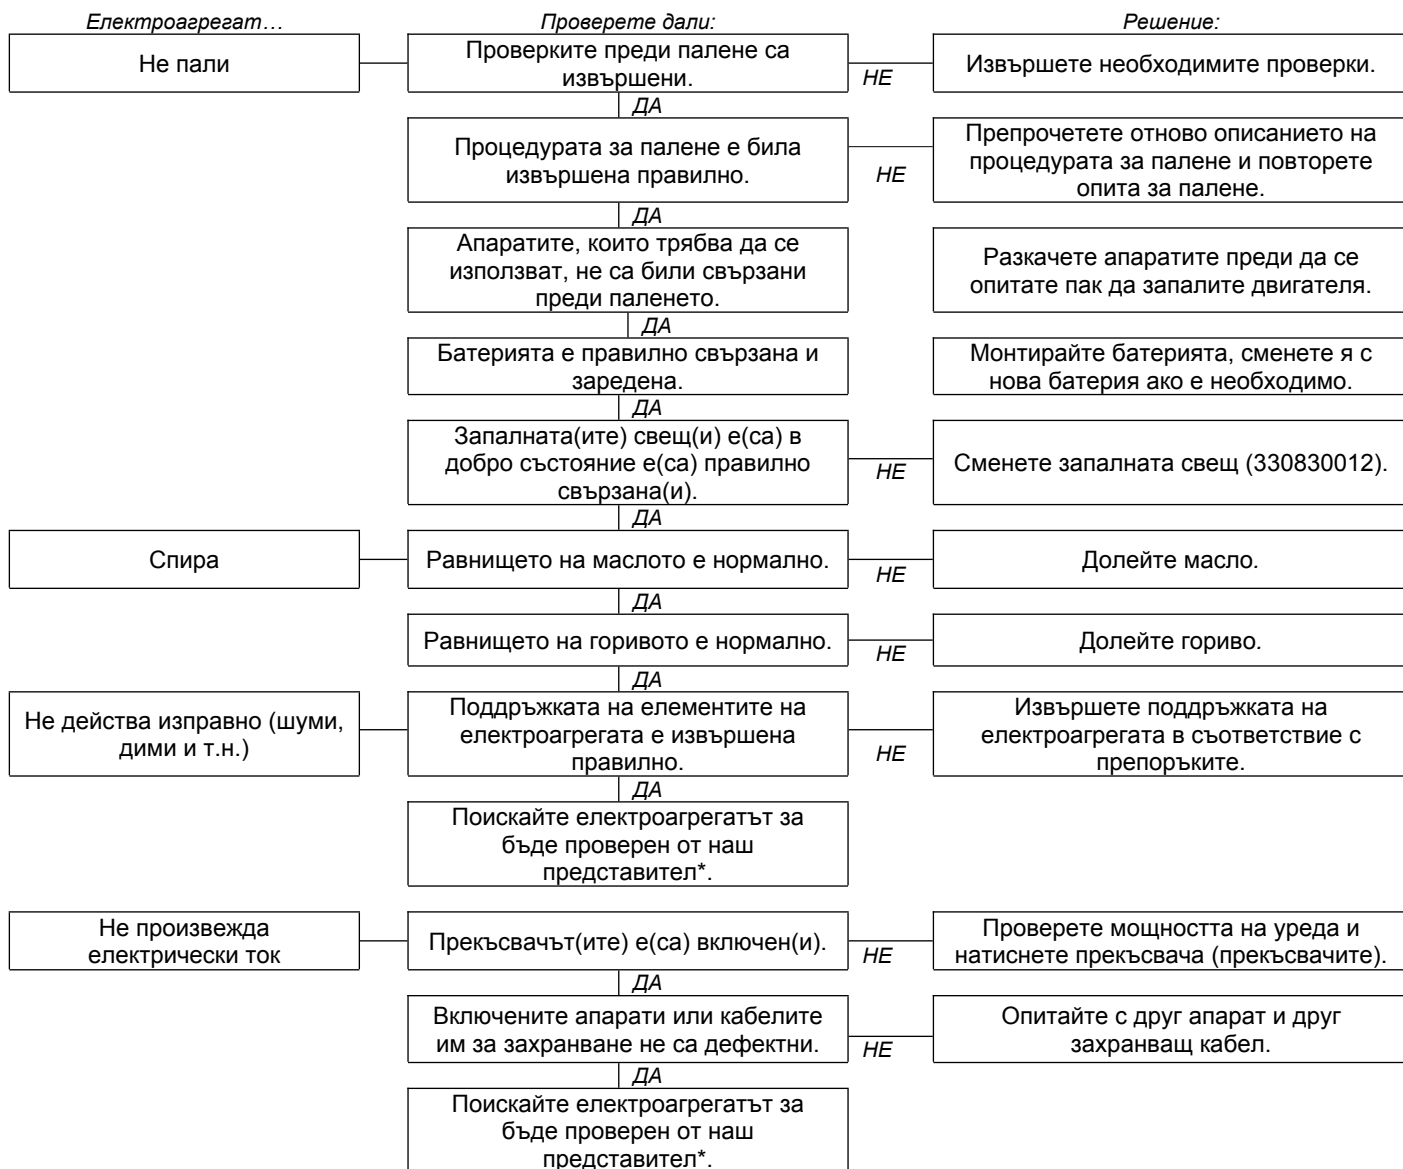 Електроагрегат…
Проверете дали:
Решение:
Не пали
Проверките преди палене са
извършени.
НЕ
Извършете необходимите проверки.
ДА
Процедурата за палене е била
извършена правилно.
НЕ
Препрочетете отново описанието на
процедурата за палене и повторете
опита за палене.
ДА
Апаратите, които трябва да се
използват, не са били свързани
преди паленето.
Разкачете апаратите преди да се
опитате пак да запалите двигателя.
ДА
Батерията е правилно свързана и
заредена.
Монтирайте батерията, сменете я с
нова батерия ако е необходимо.
ДА
Запалната(ите) свещ(и) е(са) в
добро състояние е(са) правилно
свързана(и).
НЕ
Сменете запалната свещ (330830012).
ДА
Спира
Равнището на маслото е нормално.
НЕ
Долейте масло.
ДА
Равнището на горивото е нормално.
НЕ
Долейте гориво.
ДА
Не действа изправно (шуми,
дими и т.н.)
Поддръжката на елементите на
електроагрегата е извършена
правилно.
НЕ
Извършете поддръжката на
електроагрегата в съответствие с
препоръките.
ДА
Поискайте електроагрегатът за
бъде проверен от наш
представител*.
Не произвежда
електрически ток
Прекъсвачът(ите) е(са) включен(и).
НЕ
Проверете мощността на уреда и
натиснете прекъсвача (прекъсвачите).
ДА
Включените апарати или кабелите
им за захранване не са дефектни.
НЕ
Опитайте с друг апарат и друг
захранващ кабел.
ДА
Поискайте електроагрегатът за
бъде проверен от наш
представител*.